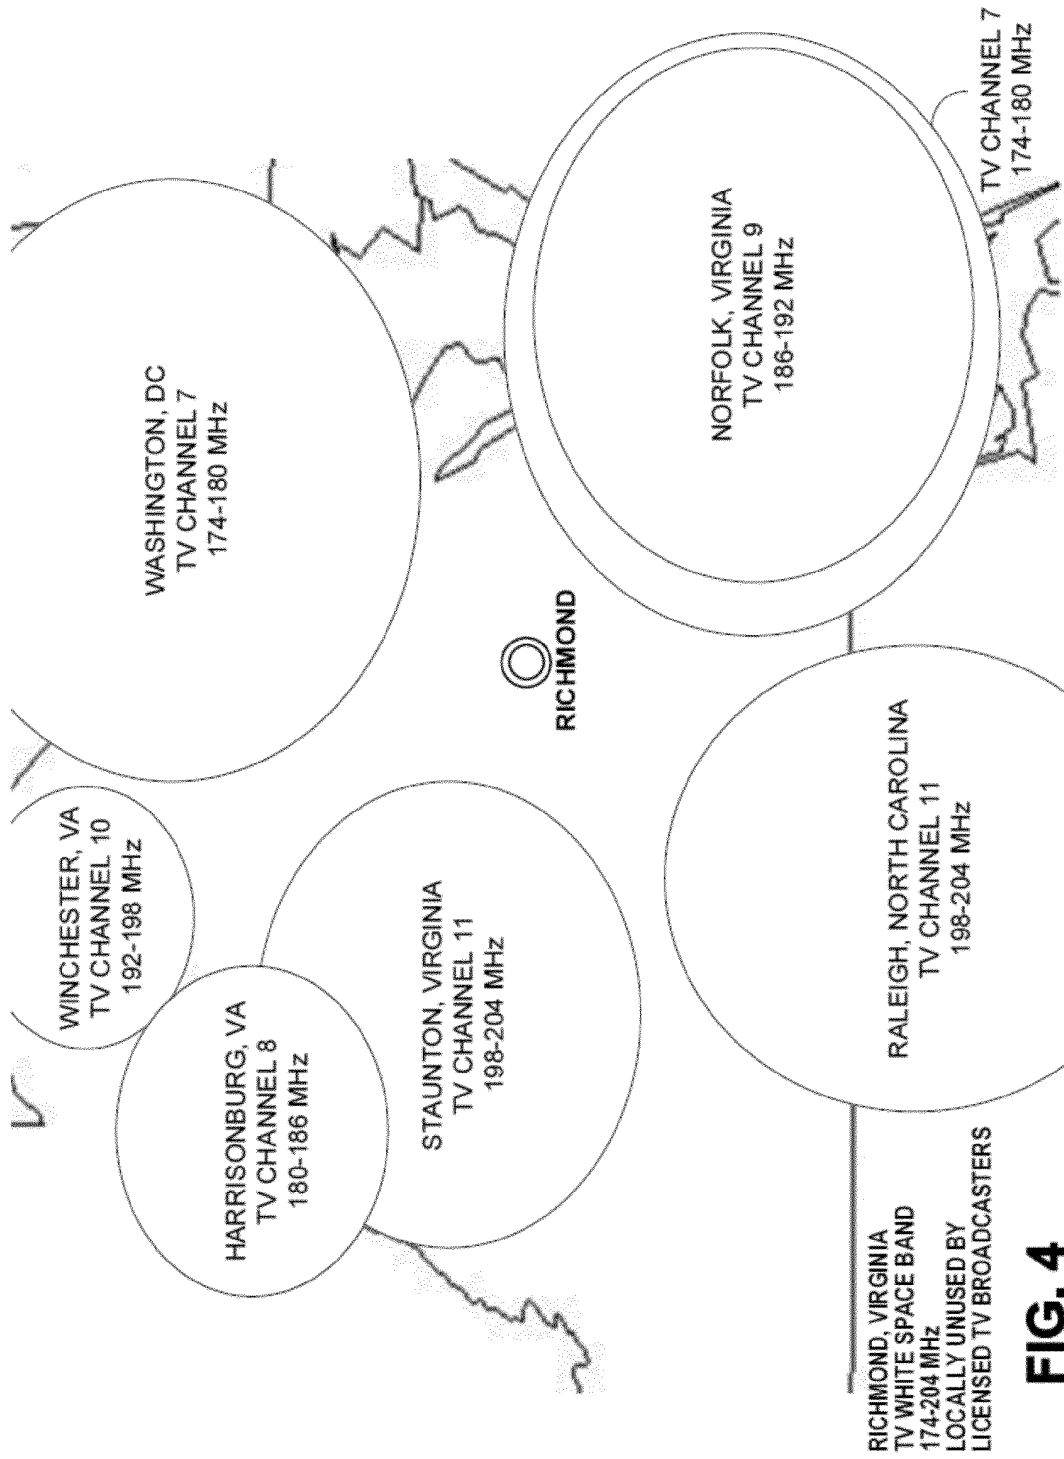 WINCHESTER, VA
TV CHANNEL 10
192-198 MHz
WASHINGTON, DC
TV CHANNEL 7
174-180 MHz
HARRISONBURG, VA
TV CHANNEL 8
180-186 MHz
STAUNTON, VIRGINIA
TV CHANNEL 11
198-204 MHz
RICHMOND
NORFOLK, VIRGINIA
TV CHANNEL 9
186-192 MHz
RALEIGH, NORTH CAROLINA
TV CHANNEL 11
198-204 MHz
TV CHANNEL 7
174-180 MHz
RICHMOND, VIRGINIA
TV WHITE SPACE BAND
174-204 MHz
LOCALLY UNUSED BY
LICENSED TV BROADCASTERS
FIG. 4